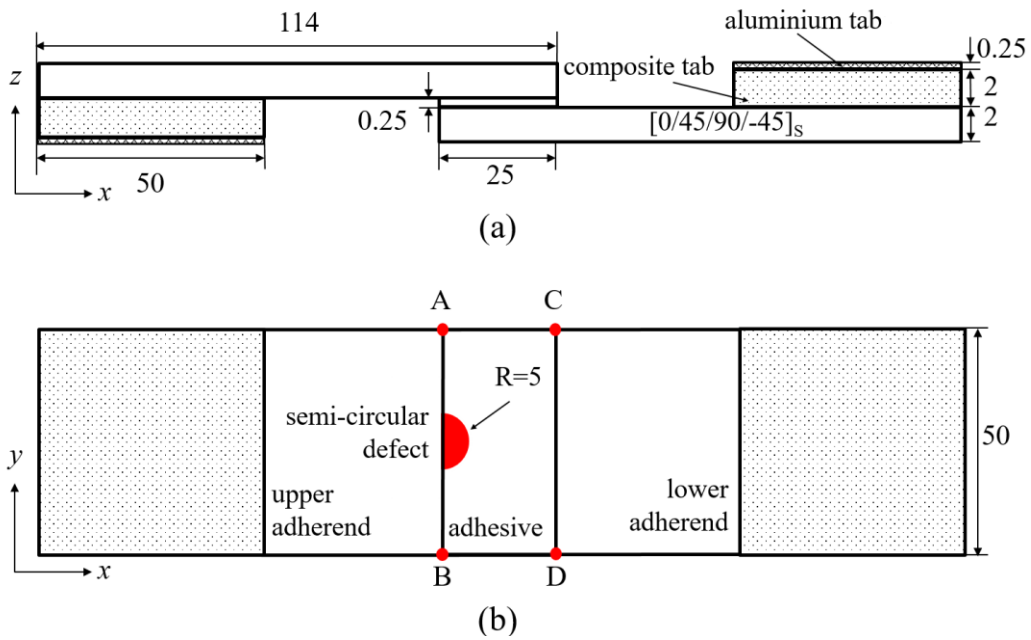 114
aluminium tab
0.25
z
composite tab
2
0.25
[0/45/90/-45]s
2
x
50
25
(a)
A
C
R=5
semi-circular
defect
50
y
upper
adherend
adhesive
lower
adherend
x
B
D
(b)